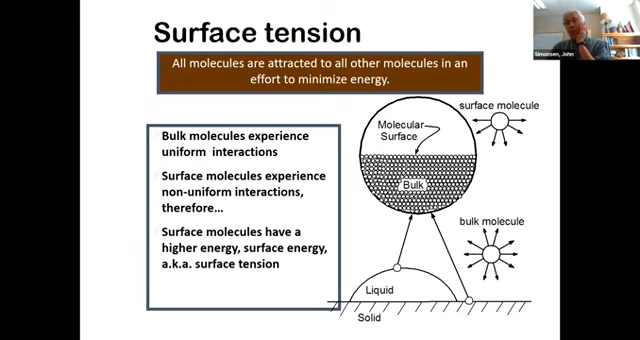 Surface tension
All molecules are attracted to all other molecules in an
effort to minimize energy.
Bulk molecules experience
uniform interactions
Surface molecules experience
non-uniform interactions,
therefore…
Surface molecules have a
higher energy, surface energy,
a.k.a. surface tension
Molecular
Surface
Bulk
surface molecule
bulk molecule
Liquid
Solid
Simonsen, John